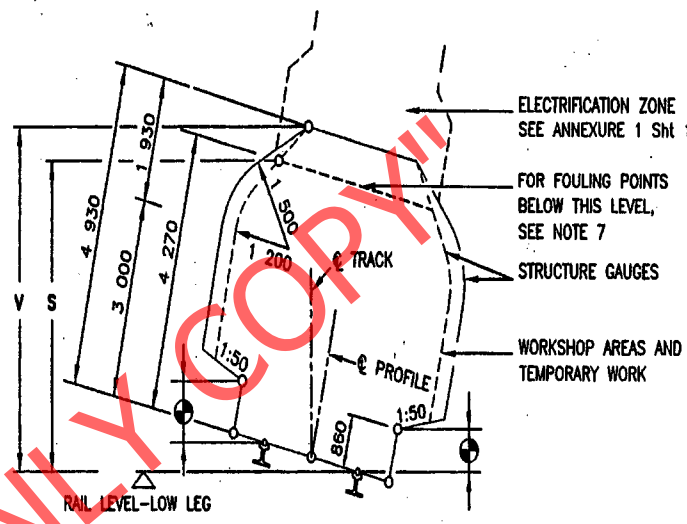 ELECTRIFICATION ZONE
SEE ANNEXURE 1 Sht
FOR FOULING POINTS
BELOW THIS LEVEL,
SEE NOTE 7
STRUCTURE GAUGES
WORKSHOP AREAS AND
TEMPORARY WORK
1 930
4 930
3 000
4 270
V
S
1 500
1 200
℄ TRACK
℄ PROFILE
1:50
1:50
860
RAIL LEVEL-LOW LEG
NLY COPY"